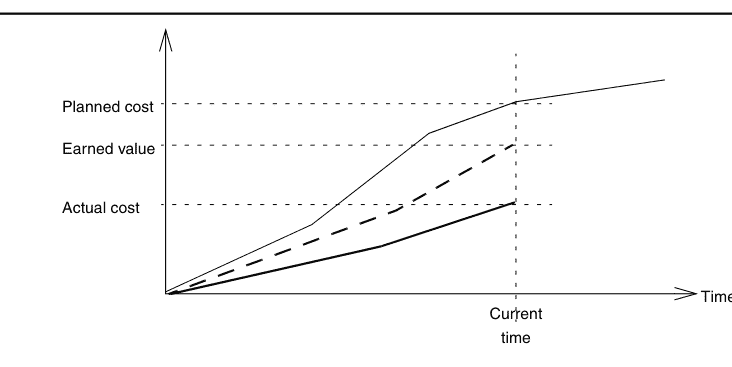 Planned cost
Earned value
Actual cost
Time
Current
time